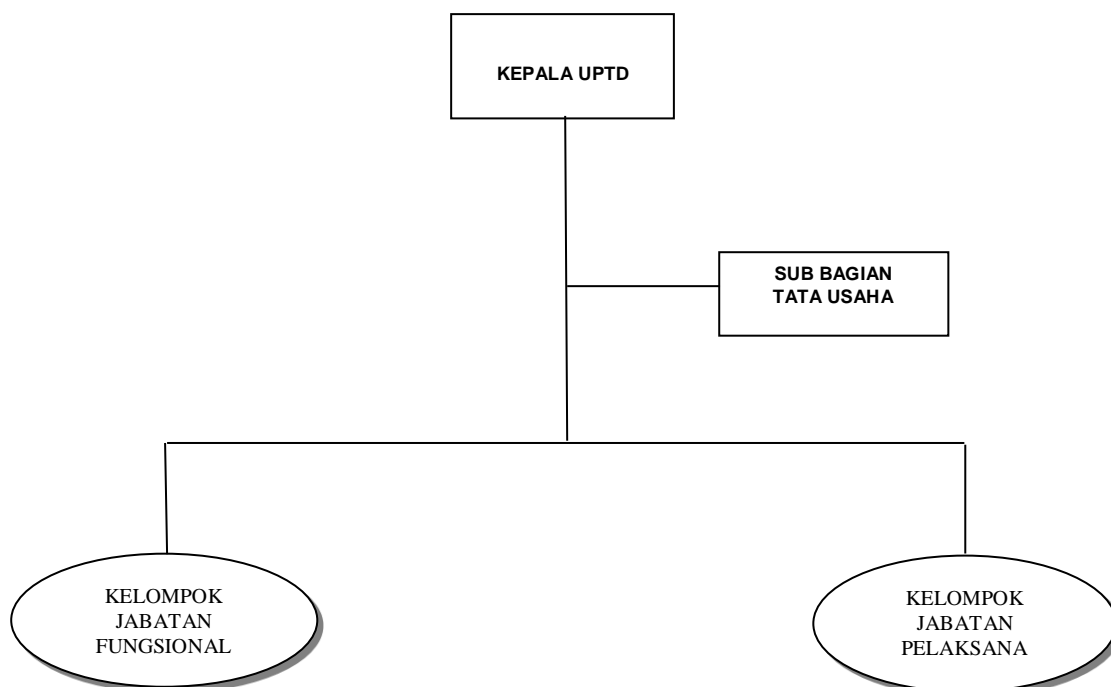 KEPALA UPTD
SUB BAGIAN
TATA USAHA
KELOMPOK
JABATAN
FUNGSIONAL
KELOMPOK
JABATAN
PELAKSANA